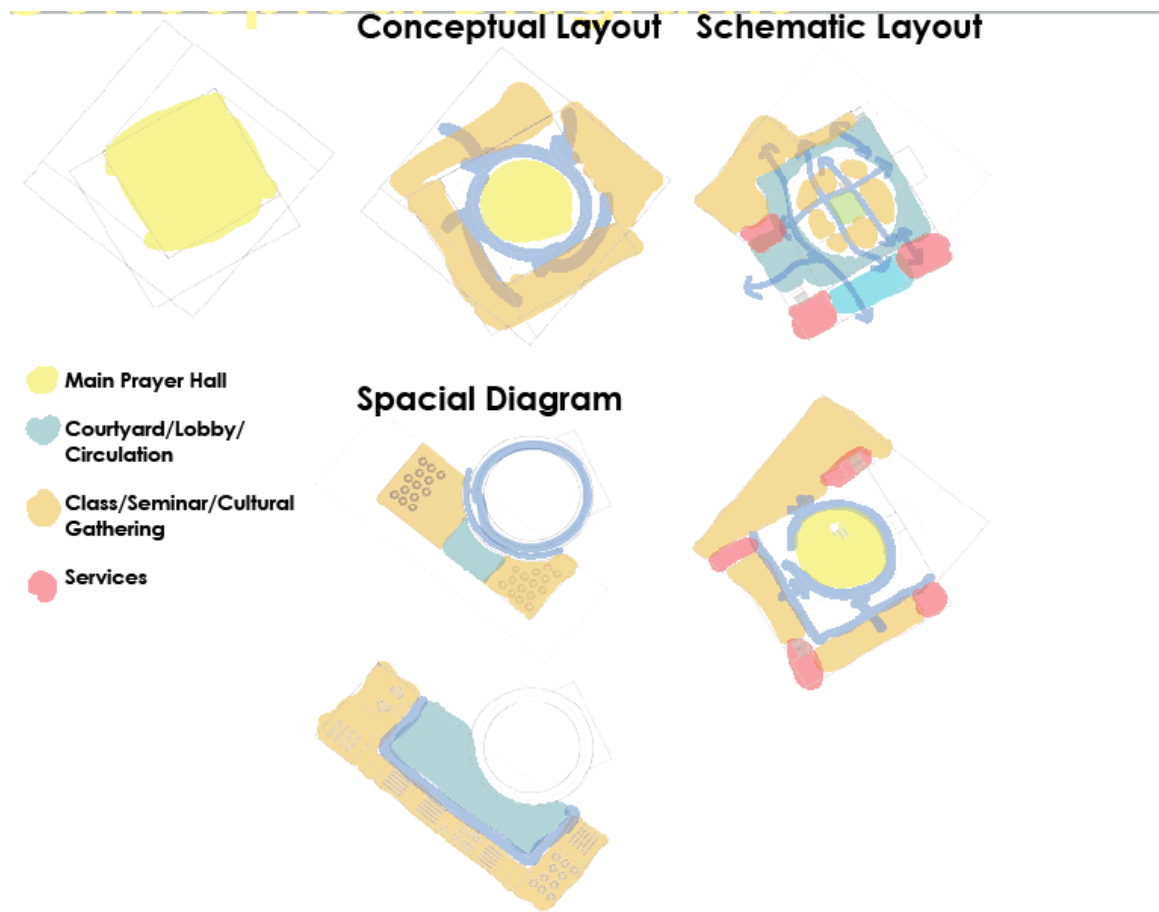 Conceptual Layout
Schematic Layout
Main Prayer Hall
Courtyard/Lobby/
Circulation
Class/Seminar/Cultural
Gathering
Services
Spacial Diagram